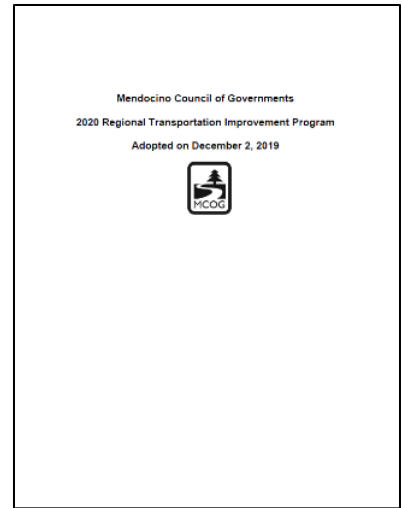 Mendocino Council of Governments
2020 Regional Transportation Improvement Program
Adopted on December 2, 2019
MCOG